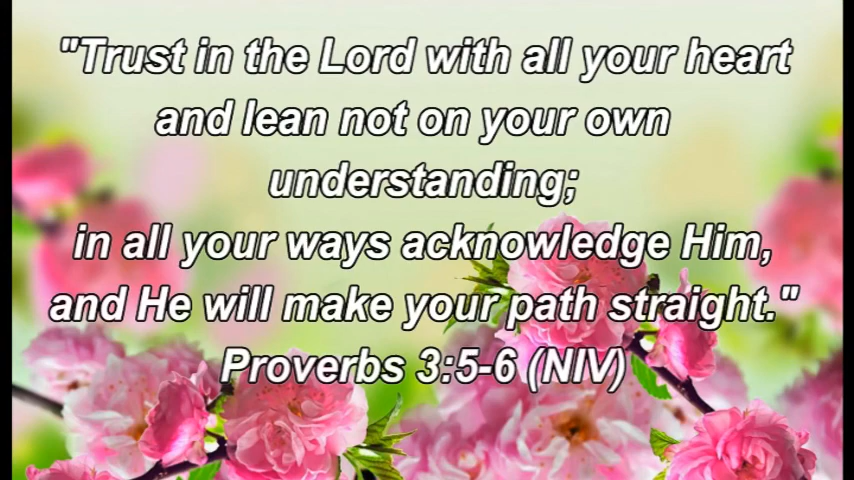 "Trust in the Lord with all your heart
and lean not on your own
understanding;
in all your ways acknowledge Him,
and He will make your path straight."
Proverbs 3:5-6 (NIV)